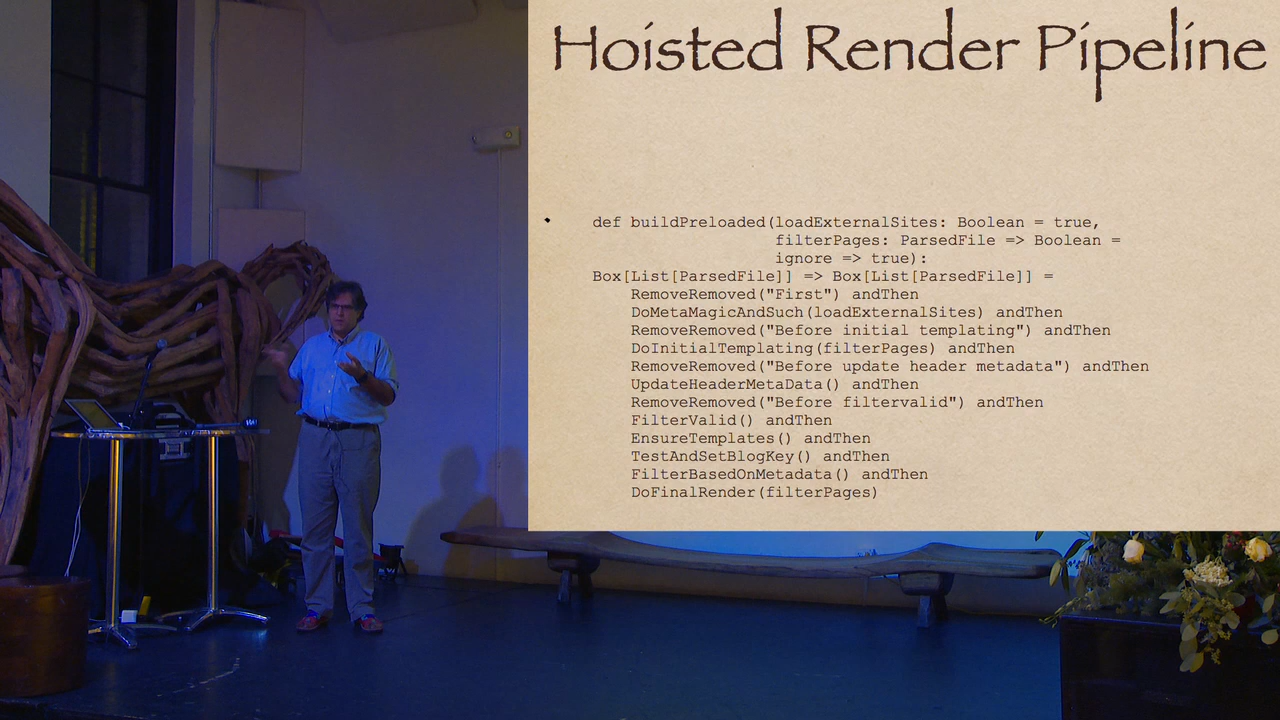 Hoisted Render Pipeline
• def buildPreloaded(loadExternalSites: Boolean = true,
filterPages: ParsedFile => Boolean =
ignore => true):
Box[List[ParsedFile]] => Box[List[ParsedFile]] =
RemoveRemoved("First") andThen
DoMetaMagicAndSuch(loadExternalSites) andThen
RemoveRemoved("Before initial templating") andThen
DoInitialTemplating(filterPages) andThen
RemoveRemoved("Before update header metadata") andThen
UpdateHeaderMetaData() andThen
RemoveRemoved("Before filtervalid") andThen
FilterValid() andThen
EnsureTemplates() andThen
TestAndSetBlogKey() andThen
FilterBasedOnMetadata() andThen
DoFinalRender(filterPages)